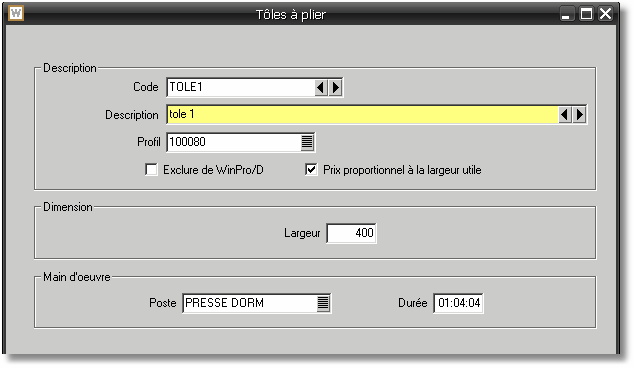 W Tôles à plier
Description
Code TOLE1
Description tole 1
Profil 100080
Exclure de WinPro/D Prix proportionnel à la largeur utile
Dimension
Largeur 400
Main d'oeuvre
Poste PRESSE DORM Durée 01:04:04